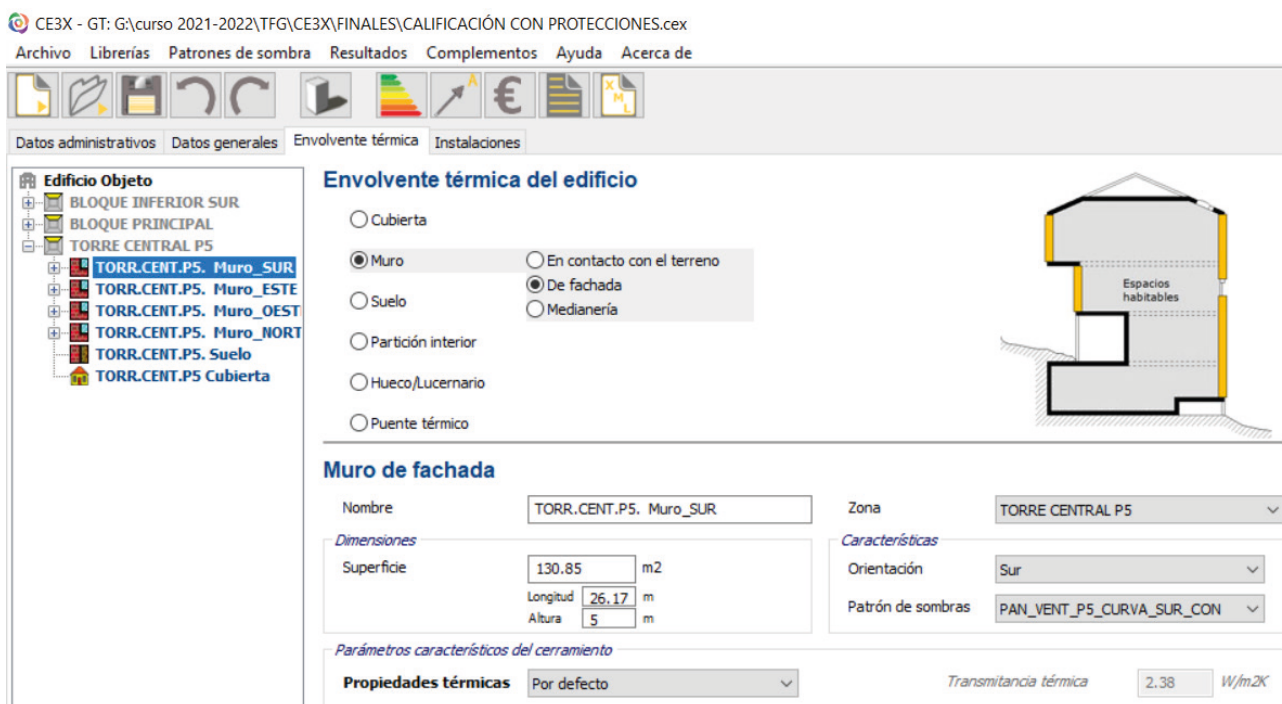 CE3X - GT: G:\curso 2021-2022\TFG\CE3X\FINALES\CALIFICACIÓN CON PROTECCIONES.cex
Archivo Librerías Patrones de sombra Resultados Complementos Ayuda Acerca de
A € X M L
Datos administrativos Datos generales Envolvente térmica Instalaciones
Edificio Objeto
BLOQUE INFERIOR SUR
BLOQUE PRINCIPAL
TORRE CENTRAL P5
TORR.CENT.P5. Muro_SUR
TORR.CENT.P5. Muro_ESTE
TORR.CENT.P5. Muro_OEST
TORR.CENT.P5. Muro_NORT
TORR.CENT.P5. Suelo
TORR.CENT.P5 Cubierta
Envolvente térmica del edificio
Cubierta
Muro En contacto con el terreno
De fachada
Suelo
Medianería
Partición interior
Hueco/Lucernario
Puente térmico
Espacios
habitables
Muro de fachada
Nombre TORR.CENT.P5. Muro_SUR Zona TORRE CENTRAL P5
Dimensiones Características
Superficie 130.85 m2 Orientación Sur
Longitud 26.17 m
Altura 5 m
Patrón de sombras PAN_VENT_P5_CURVA_SUR_CON
Parámetros característicos del cerramiento
Propiedades térmicas Por defecto Transmitancia térmica 2.38 W/m2K